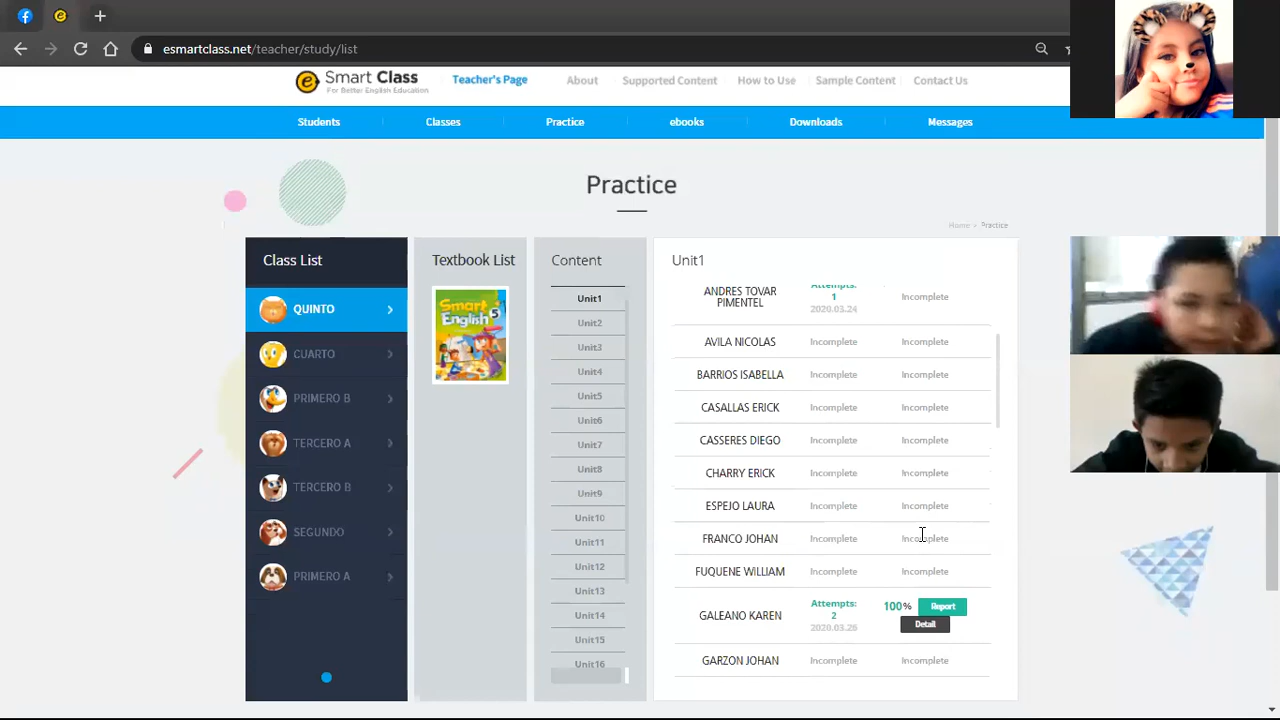 esmartclass.net/teacher/study/list
Smart Class
For Better English Education
Teacher's Page
About
Supported Content
How to Use
Sample Content
Contact Us
Students
Classes
Practice
ebooks
Downloads
Messages
Practice
Home > Practice
Class List
QUINTO
CUARTO
PRIMERO B
TERCERO A
TERCERO B
SEGUNDO
PRIMERO A
Textbook List
Smart
English 5
Content
Unit1
Unit2
Unit3
Unit4
Unit5
Unit6
Unit7
Unit8
Unit9
Unit10
Unit11
Unit12
Unit13
Unit14
Unit15
Unit16
Unit1
ANDRES TOVAR PIMENTEL Attempts: 1 2020.03.24 Incomplete
AVILA NICOLAS Incomplete Incomplete
BARRIOS ISABELLA Incomplete Incomplete
CASALLAS ERICK Incomplete Incomplete
CASSERES DIEGO Incomplete Incomplete
CHARRY ERICK Incomplete Incomplete
ESPEJO LAURA Incomplete Incomplete
FRANCO JOHAN Incomplete Incomplete
FUQUENE WILLIAM Incomplete Incomplete
GALEANO KAREN Attempts: 2 2020.03.26 100% Report Detail
GARZON JOHAN Incomplete Incomplete